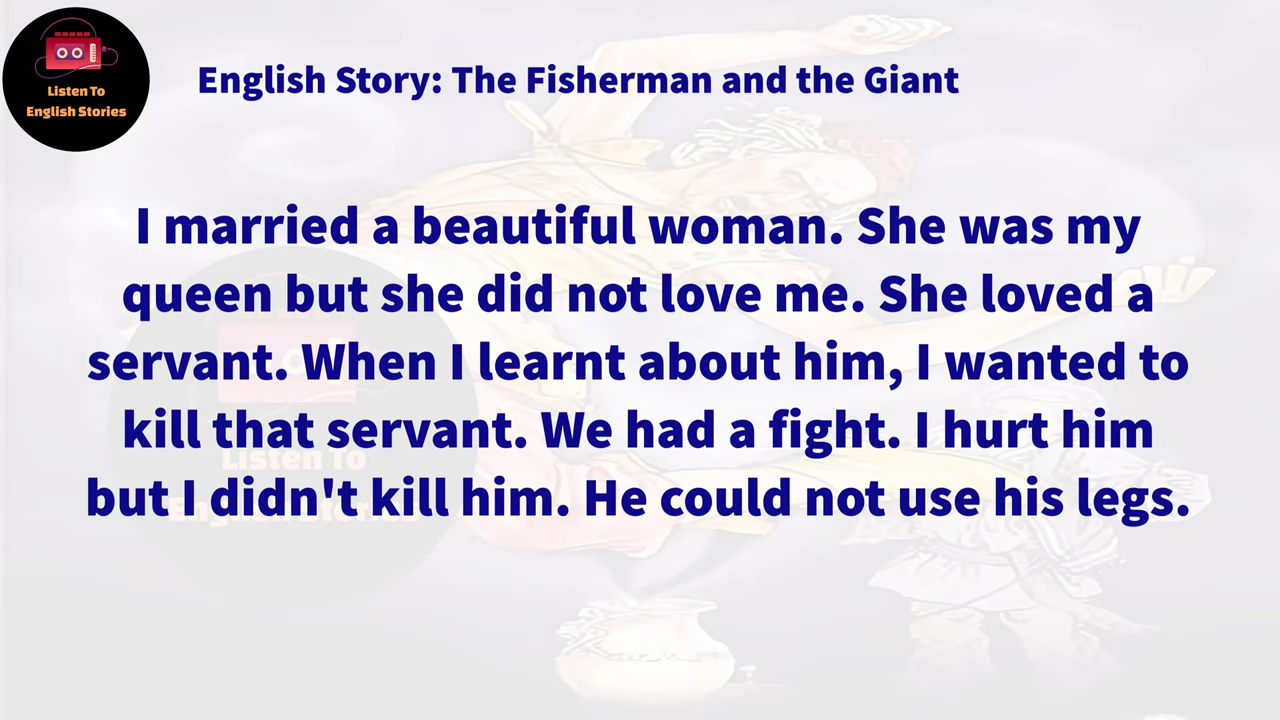 Listen To
English Stories
English Story: The Fisherman and the Giant
I married a beautiful woman. She was my
queen but she did not love me. She loved a
servant. When I learnt about him, I wanted to
kill that servant. We had a fight. I hurt him
but I didn't kill him. He could not use his legs.
Listen To
English Stories